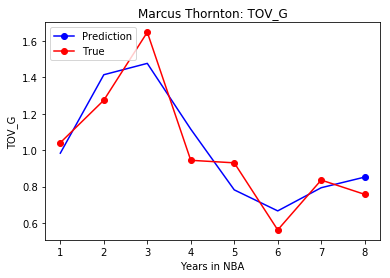 Marcus Thornton: TOV_G
Prediction
True
TOV_G
1.6
1.4
1.2
1.0
0.8
0.6
1 2 3 4 5 6 7 8
Years in NBA